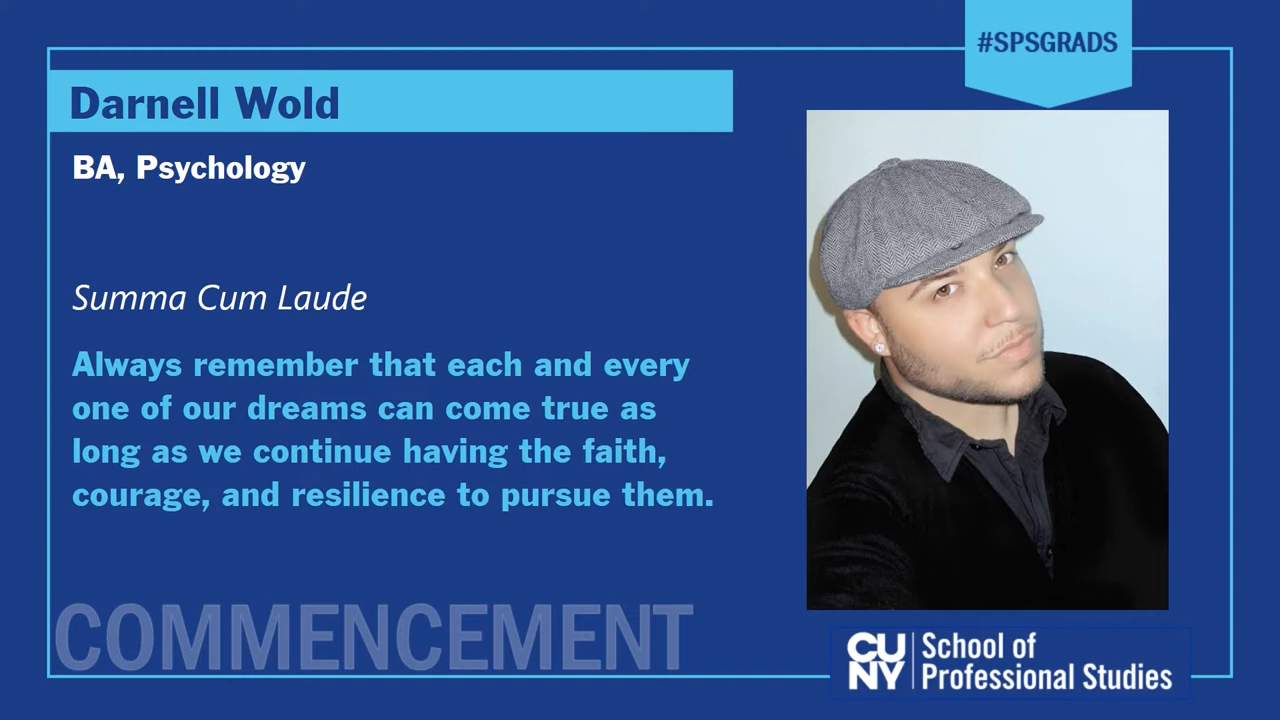 #SPSGRADS
Darnell Wold
BA, Psychology
Summa Cum Laude
Always remember that each and every
one of our dreams can come true as
long as we continue having the faith,
courage, and resilience to pursue them.
COMMENCEMENT
CU
NY
School of
Professional Studies